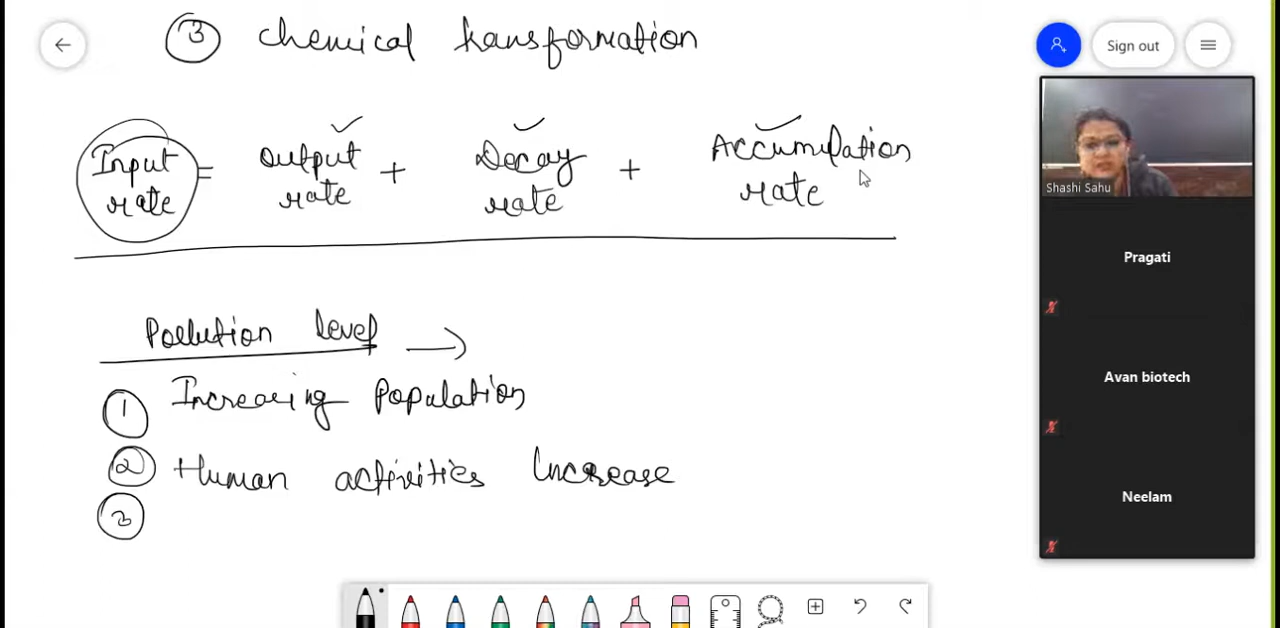 ③ chemical transformation
Sign out
Input rate = output rate + Decay rate + Accumulation rate
Shashi Sahu
Pragati
Pollution level →
① Increasing Population
Avan biotech
② Human activities Increase
Neelam
③